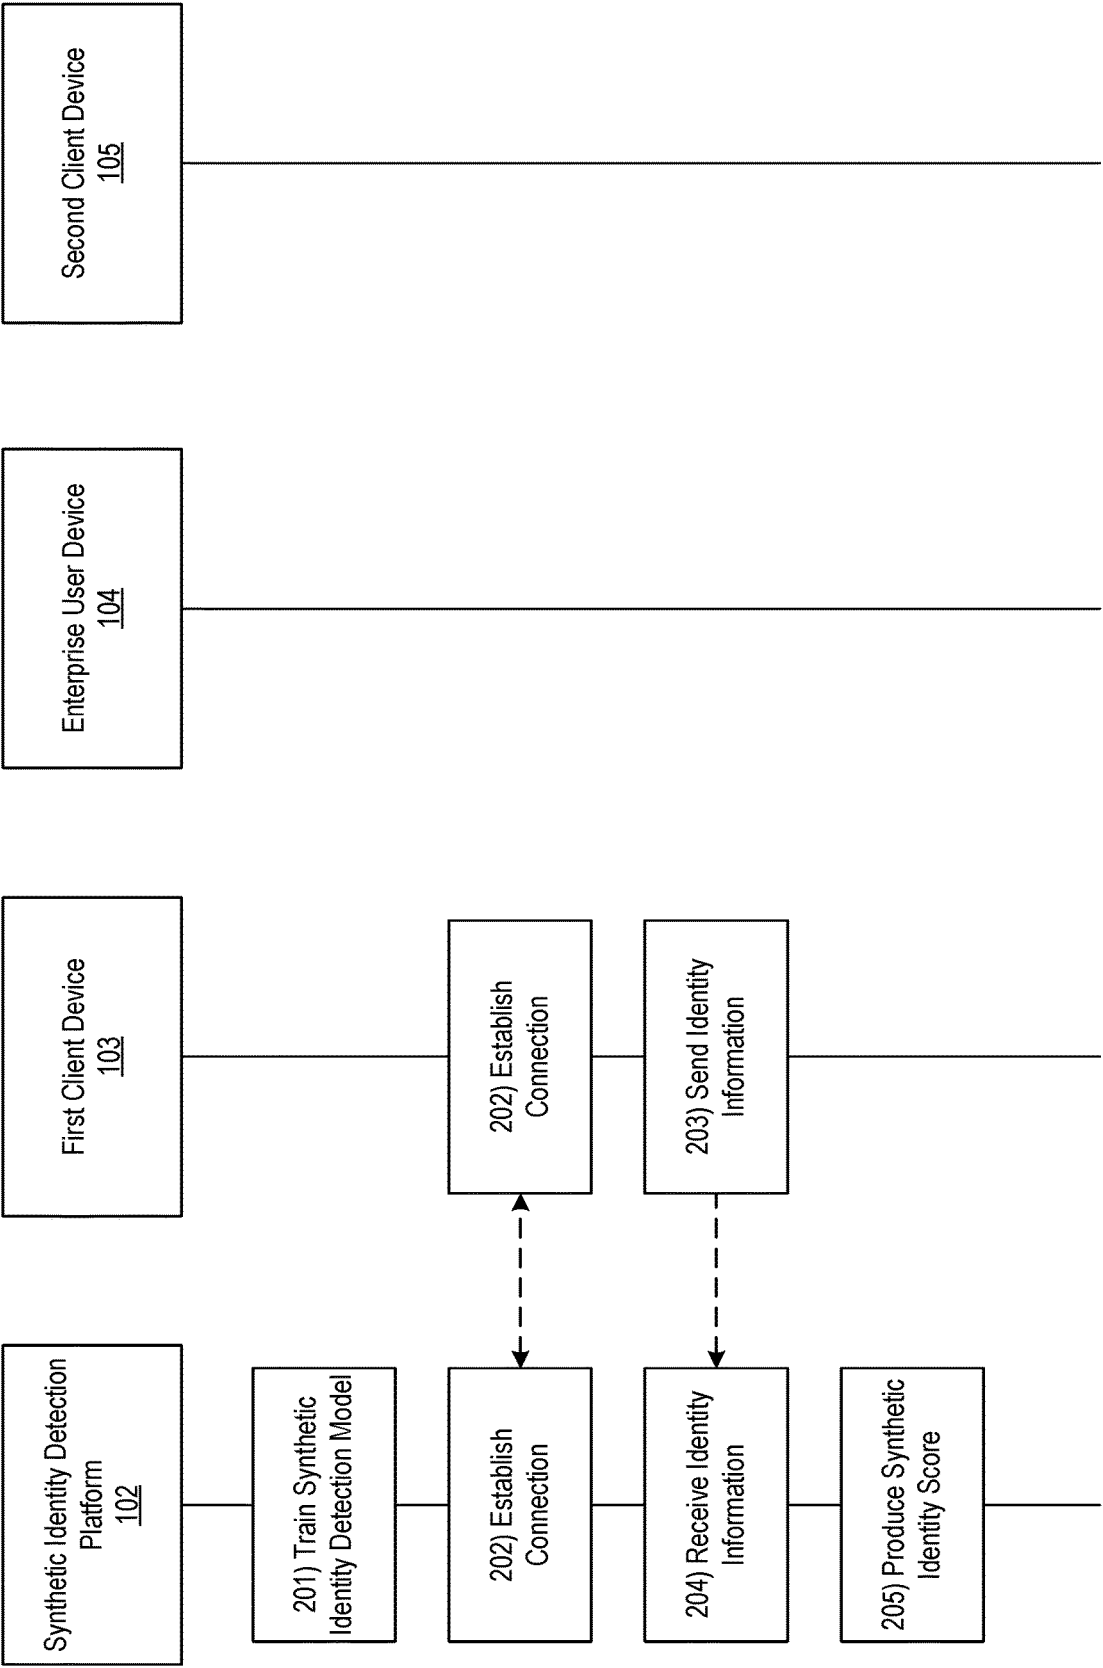 Synthetic Identity Detection
Platform
102
First Client Device
103
Enterprise User Device
104
Second Client Device
105
201) Train Synthetic
Identity Detection Model
202) Establish
Connection
202) Establish
Connection
204) Receive Identity
Information
203) Send Identity
Information
205) Produce Synthetic
Identity Score